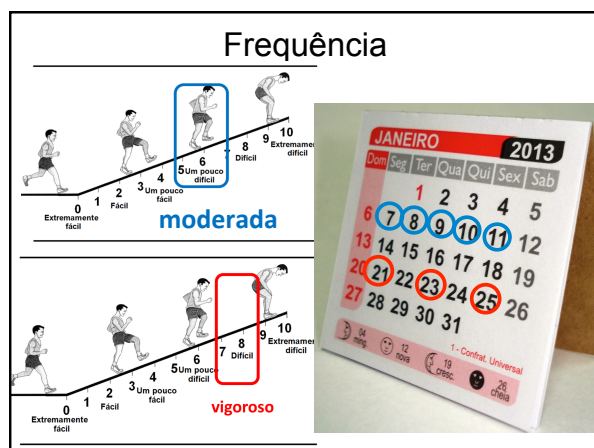 Frequência
0
1
2
3
4
5
6
7
8
9
10
Extremamente
fácil
Fácil
Um pouco
fácil
Um pouco
difícil
Difícil
Extremamente
difícil
moderada
0
1
2
3
4
5
6
7
8
9
10
Extremamente
fácil
Fácil
Um pouco
fácil
Um pouco
difícil
Difícil
Extremamente
difícil
vigoroso
JANEIRO 2013
Dom Seg Ter Qua Qui Sex Sab
1 2 3 4 5
6 7 8 9 10 11 12
13 14 15 16 17 18 19
20 21 22 23 24 25 26
27 28 29 30 31
1 - Confrat. Universal
04
ming.
12
nova
19
cresc.
26
cheia